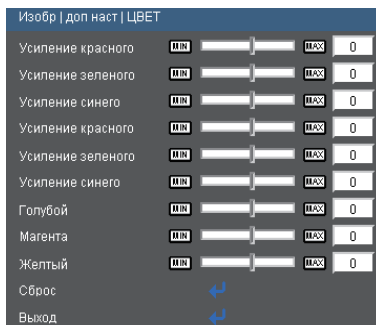 Изобр | доп наст | ЦВЕТ
Усиление красного MIN MAX 0
Усиление зеленого MIN MAX 0
Усиление синего MIN MAX 0
Усиление красного MIN MAX 0
Усиление зеленого MIN MAX 0
Усиление синего MIN MAX 0
Голубой MIN MAX 0
Магента MIN MAX 0
Желтый MIN MAX 0
Сброс
Выход